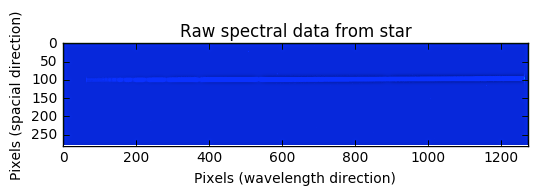 Raw spectral data from star
Pixels (spacial direction)
0
50
100
150
200
250
0 200 400 600 800 1000 1200
Pixels (wavelength direction)